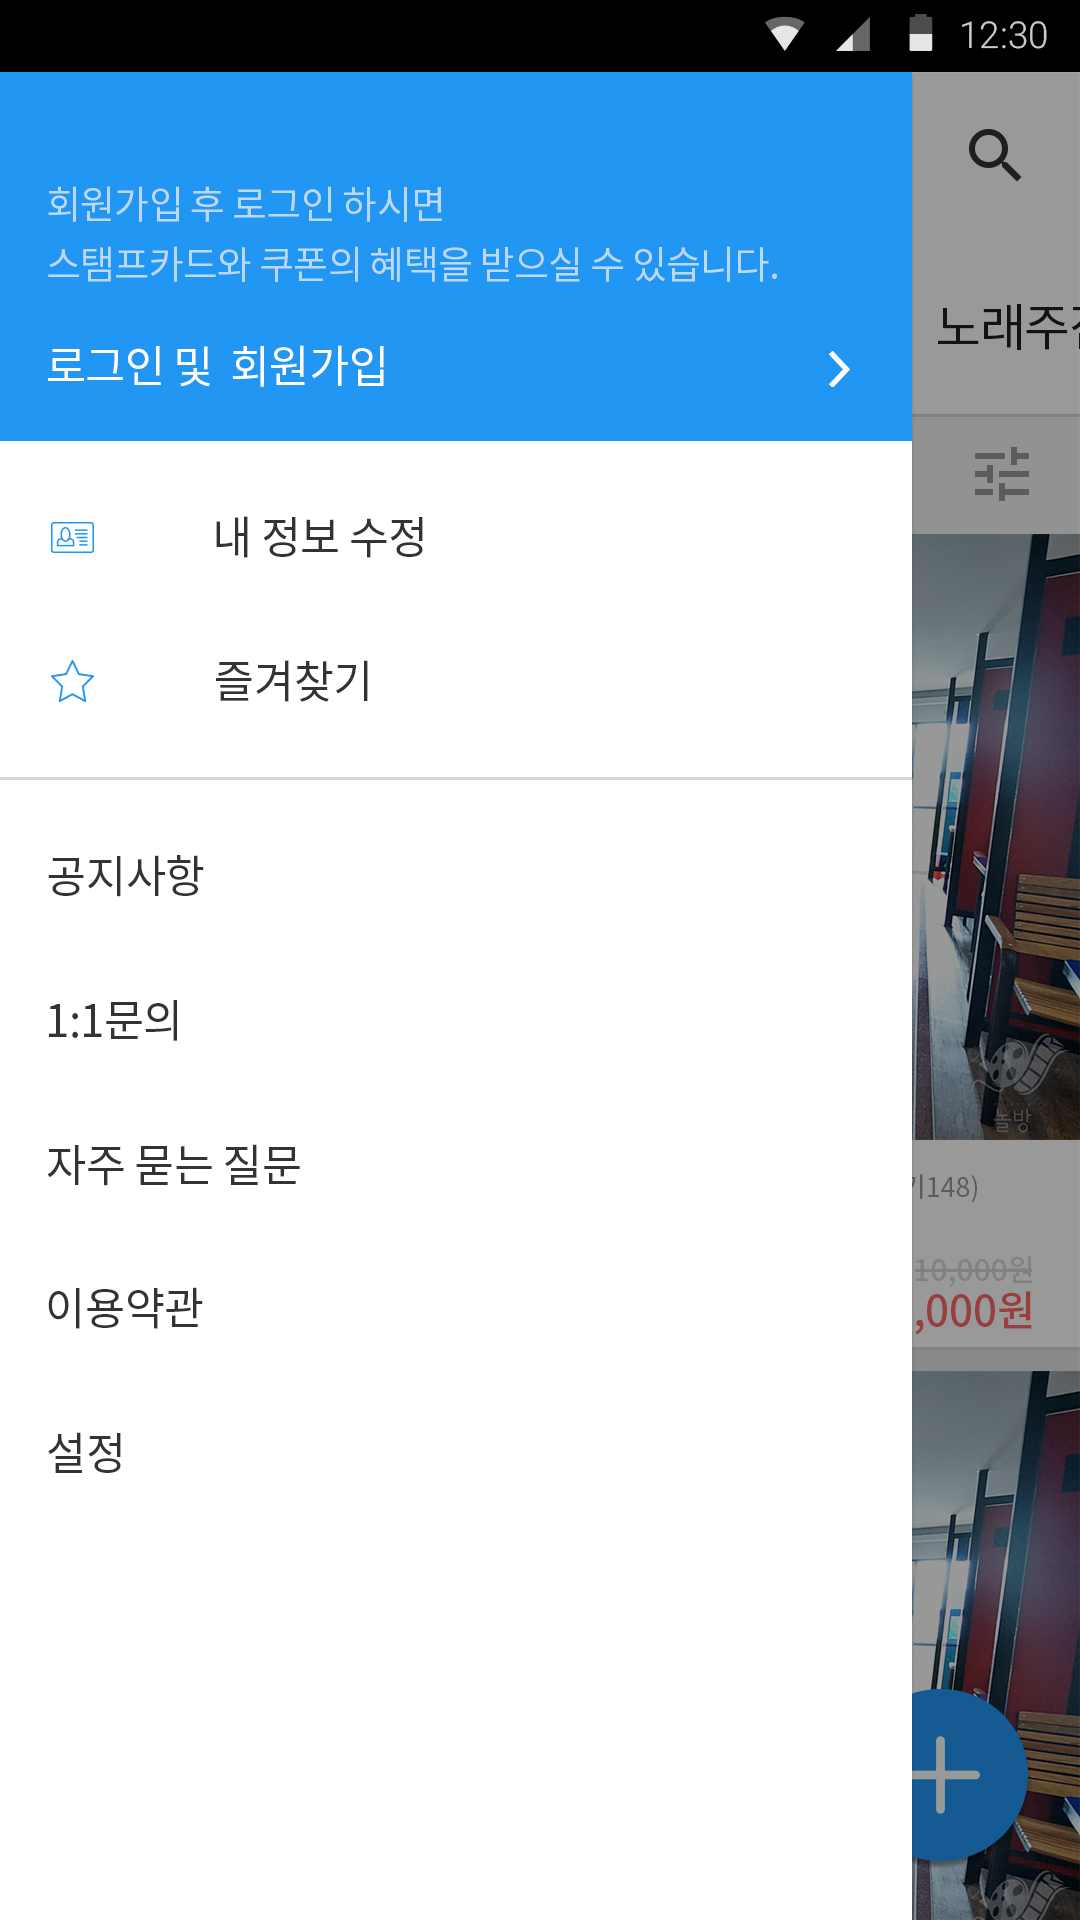 12:30
회원가입 후 로그인 하시면
스탬프카드와 쿠폰의 혜택을 받으실 수 있습니다.
로그인 및 회원가입
내 정보 수정
즐겨찾기
공지사항
1:1문의
자주 묻는 질문
이용약관
설정
노래주
놀방
148)
10,000원
,000원